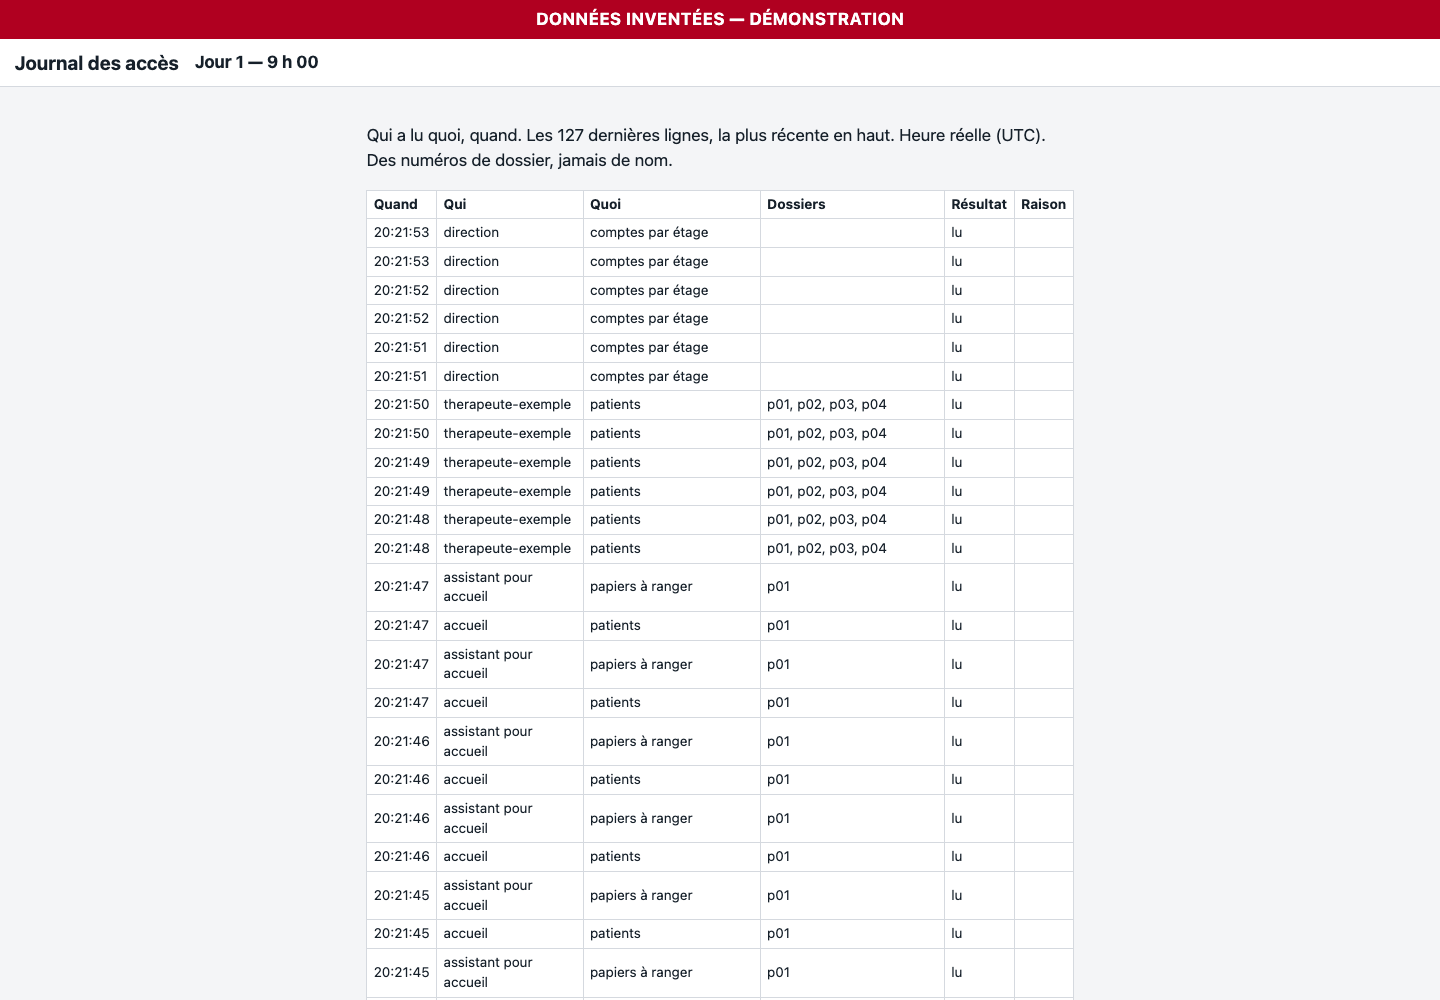 DONNÉES INVENTÉES — DÉMONSTRATION
Journal des accès Jour 1 — 9 h 00
Qui a lu quoi, quand. Les 127 dernières lignes, la plus récente en haut. Heure réelle (UTC).
Des numéros de dossier, jamais de nom.
Quand Qui Quoi Dossiers Résultat Raison
20:21:53 direction comptes par étage lu
20:21:53 direction comptes par étage lu
20:21:52 direction comptes par étage lu
20:21:52 direction comptes par étage lu
20:21:51 direction comptes par étage lu
20:21:51 direction comptes par étage lu
20:21:50 therapeute-exemple patients p01, p02, p03, p04 lu
20:21:50 therapeute-exemple patients p01, p02, p03, p04 lu
20:21:49 therapeute-exemple patients p01, p02, p03, p04 lu
20:21:49 therapeute-exemple patients p01, p02, p03, p04 lu
20:21:48 therapeute-exemple patients p01, p02, p03, p04 lu
20:21:48 therapeute-exemple patients p01, p02, p03, p04 lu
20:21:47 assistant pour accueil papiers à ranger p01 lu
20:21:47 accueil patients p01 lu
20:21:47 assistant pour accueil papiers à ranger p01 lu
20:21:47 accueil patients p01 lu
20:21:46 assistant pour accueil papiers à ranger p01 lu
20:21:46 accueil patients p01 lu
20:21:46 assistant pour accueil papiers à ranger p01 lu
20:21:46 accueil patients p01 lu
20:21:45 assistant pour accueil papiers à ranger p01 lu
20:21:45 accueil patients p01 lu
20:21:45 assistant pour accueil papiers à ranger p01 lu